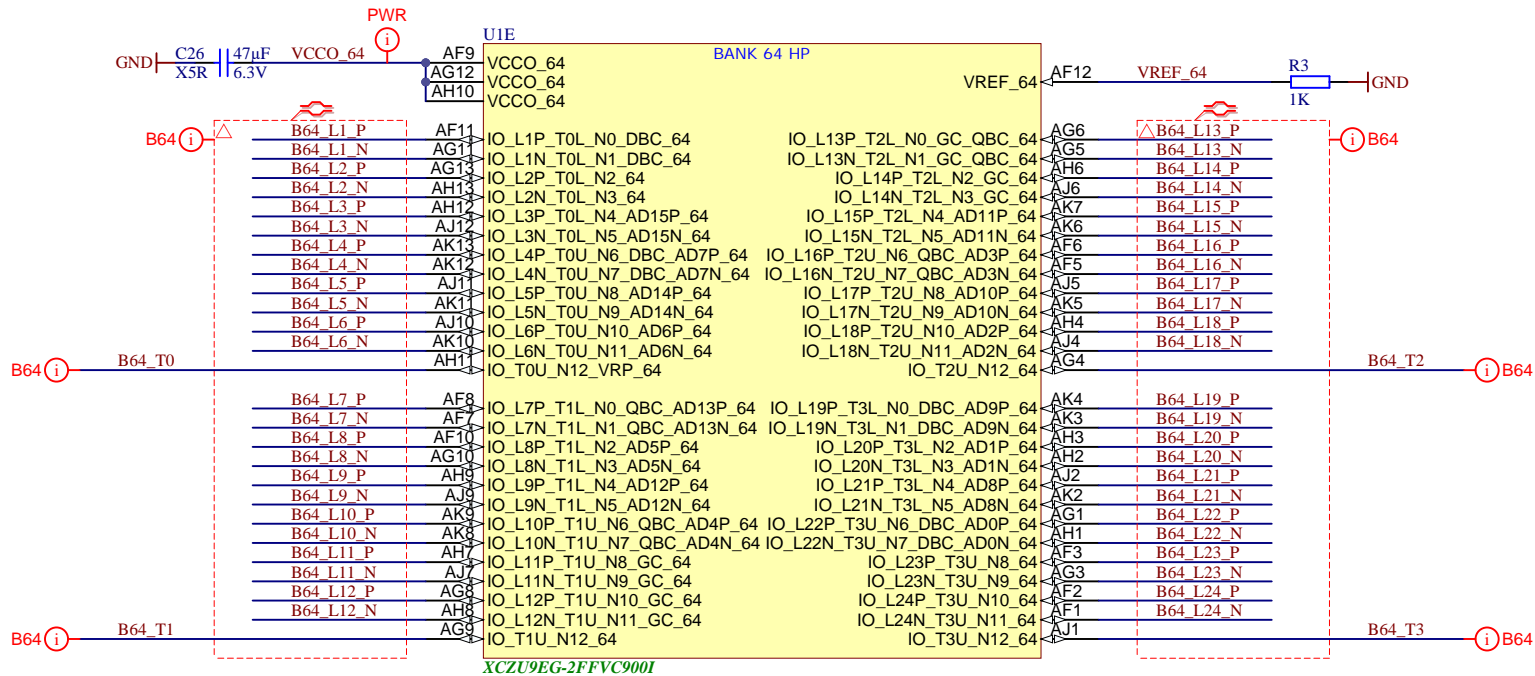 PWR
U1E
BANK 64 HP
GND C26 47µF VCCO_64 AF9 VCCO_64
X5R 6.3V AG12 VCCO_64 VREF_64 AF12 VREF_64 R3 GND
AH10 VCCO_64 1K
B64 B64_L1_P AF11 IO_L1P_T0L_N0_DBC_64 IO_L13P_T2L_N0_GC_QBC_64 AG6 B64_L13_P B64
B64_L1_N AG11 IO_L1N_T0L_N1_DBC_64 IO_L13N_T2L_N1_GC_QBC_64 AG5 B64_L13_N
B64_L2_P AG13 IO_L2P_T0L_N2_64 IO_L14P_T2L_N2_GC_64 AH6 B64_L14_P
B64_L2_N AH13 IO_L2N_T0L_N3_64 IO_L14N_T2L_N3_GC_64 AJ6 B64_L14_N
B64_L3_P AH12 IO_L3P_T0L_N4_AD15P_64 IO_L15P_T2L_N4_AD11P_64 AK7 B64_L15_P
B64_L3_N AJ12 IO_L3N_T0L_N5_AD15N_64 IO_L15N_T2L_N5_AD11N_64 AK6 B64_L15_N
B64_L4_P AK13 IO_L4P_T0U_N6_DBC_AD7P_64 IO_L16P_T2U_N6_QBC_AD3P_64 AF6 B64_L16_P
B64_L4_N AK12 IO_L4N_T0U_N7_DBC_AD7N_64 IO_L16N_T2U_N7_QBC_AD3N_64 AF5 B64_L16_N
B64_L5_P AJ11 IO_L5P_T0U_N8_AD14P_64 IO_L17P_T2U_N8_AD10P_64 AJ5 B64_L17_P
B64_L5_N AK11 IO_L5N_T0U_N9_AD14N_64 IO_L17N_T2U_N9_AD10N_64 AK5 B64_L17_N
B64_L6_P AJ10 IO_L6P_T0U_N10_AD6P_64 IO_L18P_T2U_N10_AD2P_64 AH4 B64_L18_P
B64_L6_N AK10 IO_L6N_T0U_N11_AD6N_64 IO_L18N_T2U_N11_AD2N_64 AJ4 B64_L18_N
B64 B64_T0 AH11 IO_T0U_N12_VRP_64 IO_T2U_N12_64 AG4 B64_T2 B64
B64_L7_P AF8 IO_L7P_T1L_N0_QBC_AD13P_64 IO_L19P_T3L_N0_DBC_AD9P_64 AK4 B64_L19_P
B64_L7_N AF7 IO_L7N_T1L_N1_QBC_AD13N_64 IO_L19N_T3L_N1_DBC_AD9N_64 AK3 B64_L19_N
B64_L8_P AF10 IO_L8P_T1L_N2_AD5P_64 IO_L20P_T3L_N2_AD1P_64 AH3 B64_L20_P
B64_L8_N AG10 IO_L8N_T1L_N3_AD5N_64 IO_L20N_T3L_N3_AD1N_64 AH2 B64_L20_N
B64_L9_P AH9 IO_L9P_T1L_N4_AD12P_64 IO_L21P_T3L_N4_AD8P_64 AJ2 B64_L21_P
B64_L9_N AJ9 IO_L9N_T1L_N5_AD12N_64 IO_L21N_T3L_N5_AD8N_64 AK2 B64_L21_N
B64_L10_P AK9 IO_L10P_T1U_N6_QBC_AD4P_64 IO_L22P_T3U_N6_DBC_AD0P_64 AG1 B64_L22_P
B64_L10_N AK8 IO_L10N_T1U_N7_QBC_AD4N_64 IO_L22N_T3U_N7_DBC_AD0N_64 AH1 B64_L22_N
B64_L11_P AH7 IO_L11P_T1U_N8_GC_64 IO_L23P_T3U_N8_64 AF3 B64_L23_P
B64_L11_N AJ7 IO_L11N_T1U_N9_GC_64 IO_L23N_T3U_N9_64 AG3 B64_L23_N
B64_L12_P AG8 IO_L12P_T1U_N10_GC_64 IO_L24P_T3U_N10_64 AF2 B64_L24_P
B64_L12_N AH8 IO_L12N_T1U_N11_GC_64 IO_L24N_T3U_N11_64 AF1 B64_L24_N
B64 B64_T1 AG9 IO_T1U_N12_64 IO_T3U_N12_64 AJ1 B64_T3 B64
XCZU9EG-2FFVC900I